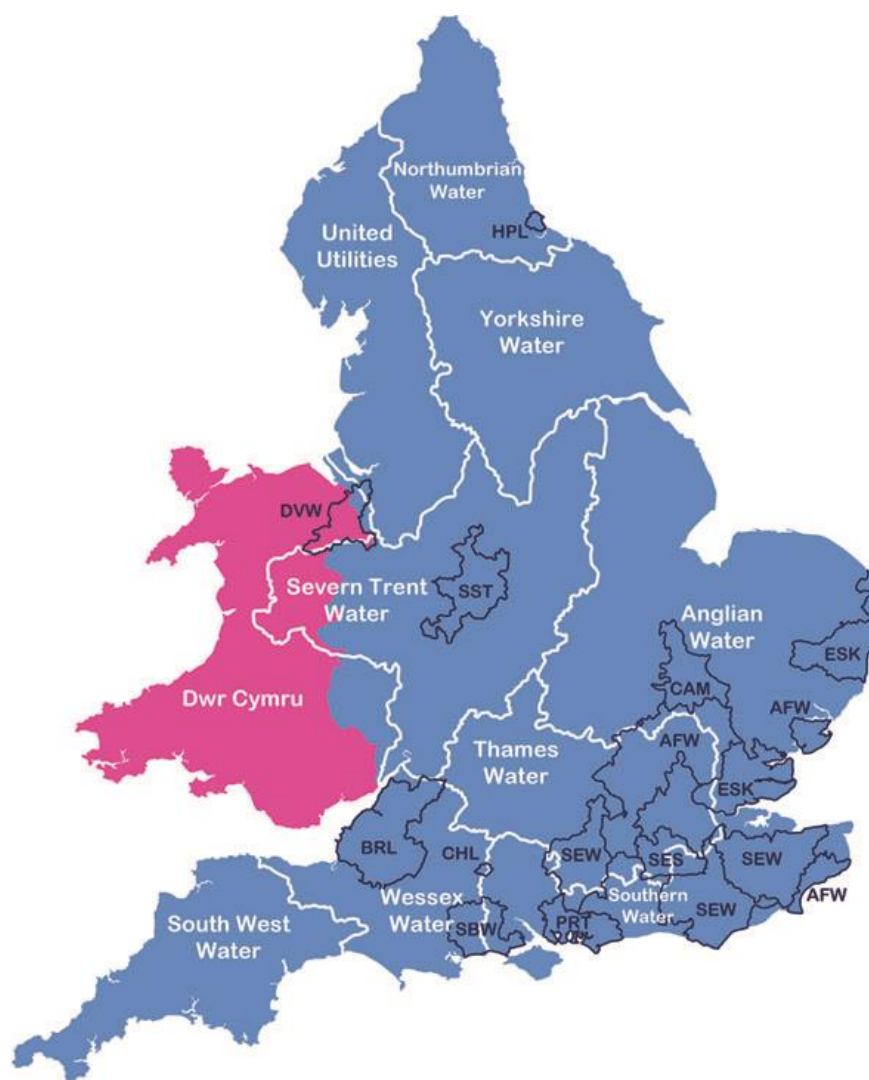 Northumbrian
Water
HPL
United
Utilities
Yorkshire
Water
DVW
Severn Trent
Water
SST
Anglian
Water
ESK
CAM
Dwr Cymru
AFW
AFW
Thames
Water
ESK
BRL
CHL
SEW
SES
SEW
AFW
Wessex
Water
Southern
Water
SEW
South West
Water
SBW
PRT